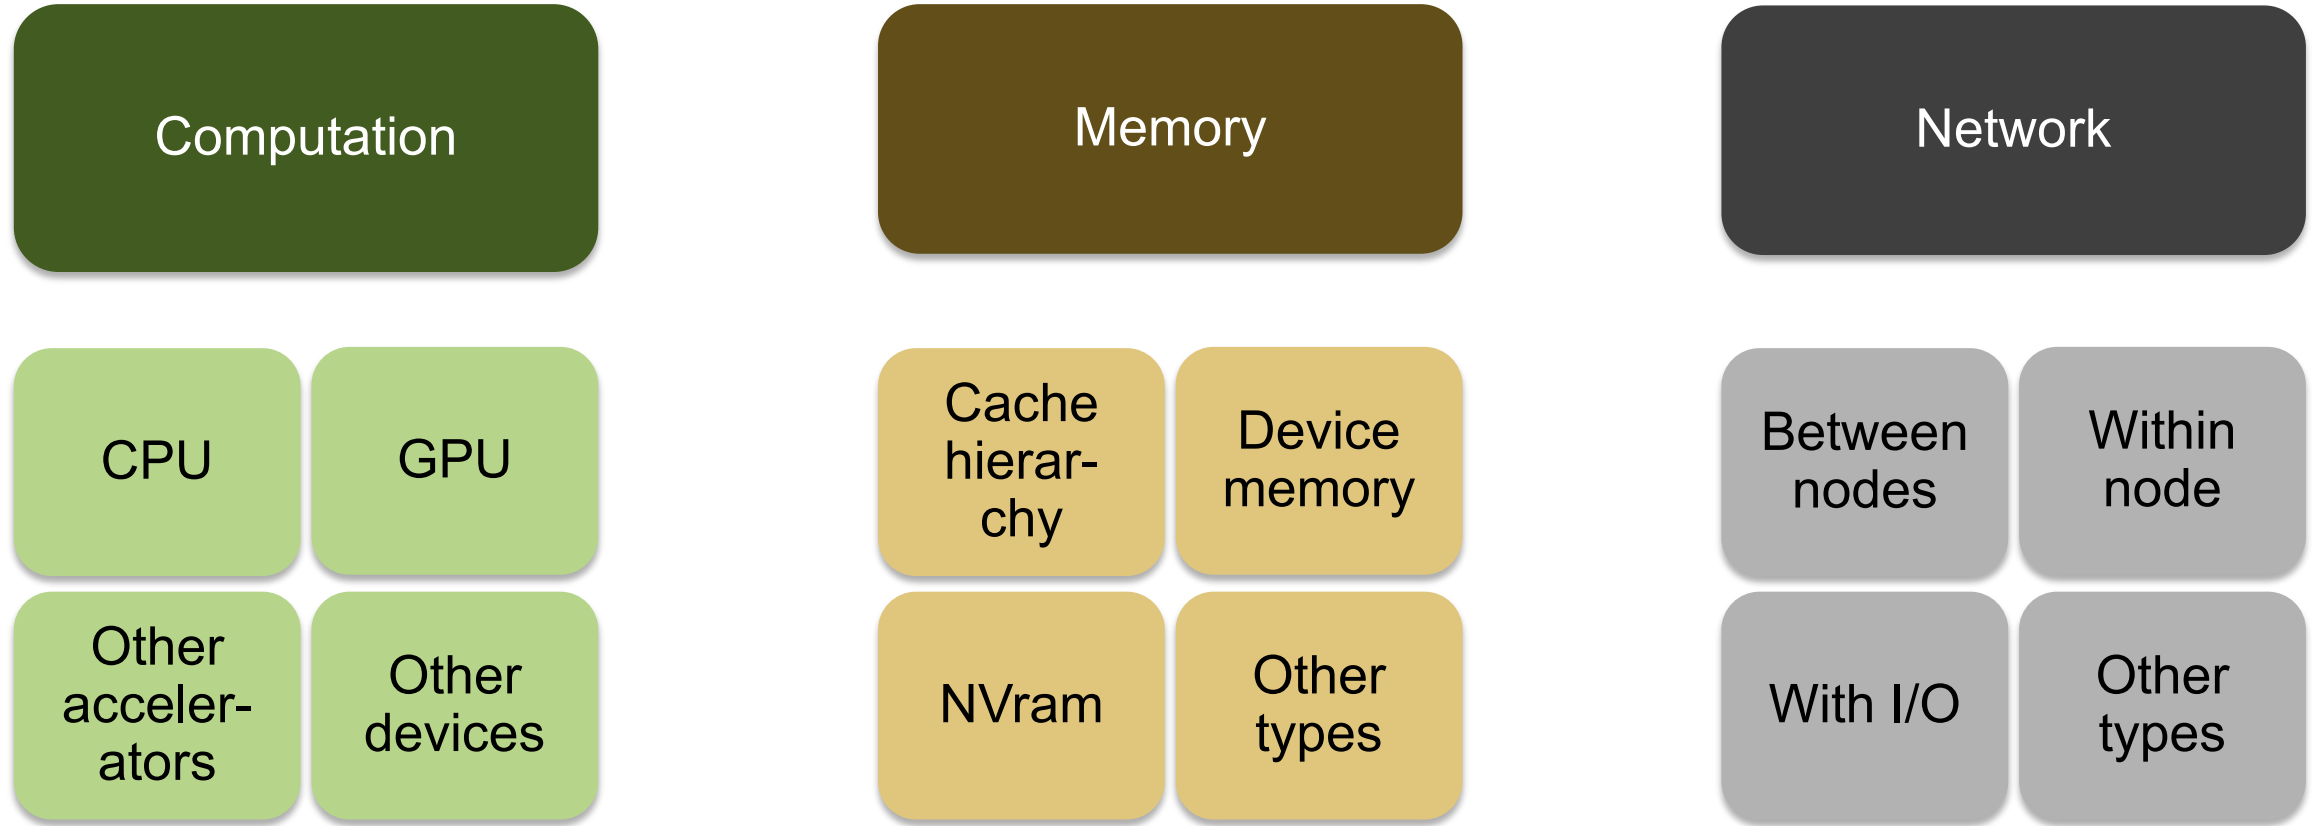 Computation
Memory
Network
CPU
GPU
Other
acceler-
ators
Other
devices
Cache
hierar-
chy
Device
memory
NVram
Other
types
Between
nodes
Within
node
With I/O
Other
types